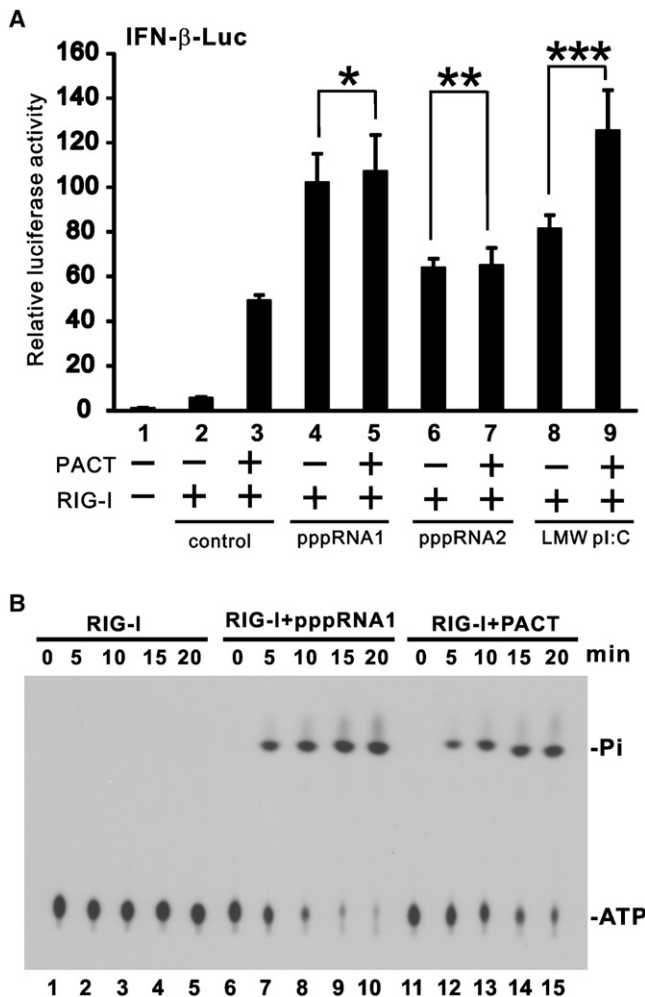 A
IFN-β-Luc
Relative luciferase activity
160
140
120
100
80
60
40
20
0
* ** ***
1 2 3 4 5 6 7 8 9
PACT − − + − + − + − +
RIG-I − + + + + + + + +
control pppRNA1 pppRNA2 LMW pI:C
B
RIG-I RIG-I+pppRNA1 RIG-I+PACT
0 5 10 15 20 0 5 10 15 20 0 5 10 15 20 min
-Pi
-ATP
1 2 3 4 5 6 7 8 9 10 11 12 13 14 15